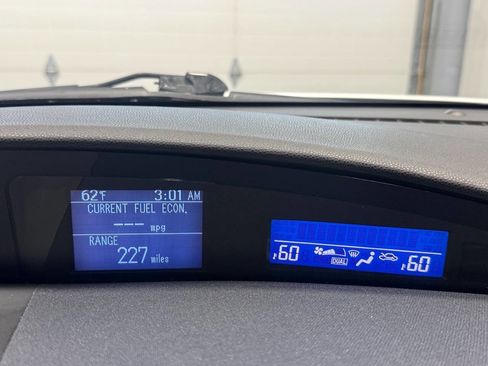 62°F 3:01 AM
CURRENT FUEL ECON.
--- mpg
RANGE
227 miles
60 DUAL 60